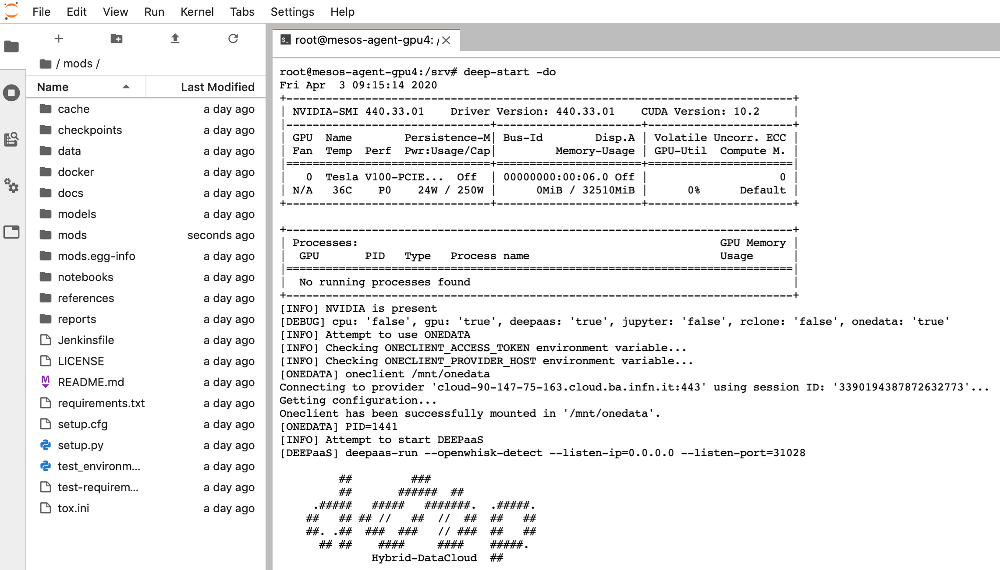 File Edit View Run Kernel Tabs Settings Help
/ mods /
Name Last Modified
cache a day ago
checkpoints a day ago
data a day ago
docker a day ago
docs a day ago
models a day ago
mods seconds ago
mods.egg-info a day ago
notebooks a day ago
references a day ago
reports a day ago
Jenkinsfile a day ago
LICENSE a day ago
README.md a day ago
requirements.txt a day ago
setup.cfg a day ago
setup.py a day ago
test_environm... a day ago
test-requirem... a day ago
tox.ini a day ago
root@mesos-agent-gpu4: /
root@mesos-agent-gpu4:/srv# deep-start -do
Fri Apr  3 09:15:14 2020
+-----------------------------------------------------------------------------+
| NVIDIA-SMI 440.33.01    Driver Version: 440.33.01    CUDA Version: 10.2     |
|-------------------------------+----------------------+----------------------+
| GPU  Name        Persistence-M| Bus-Id        Disp.A | Volatile Uncorr. ECC |
| Fan  Temp  Perf  Pwr:Usage/Cap|         Memory-Usage | GPU-Util  Compute M. |
|===============================+======================+======================|
|   0  Tesla V100-PCIE...  Off  | 00000000:00:06.0 Off |                    0 |
| N/A   36C    P0    24W / 250W |      0MiB / 32510MiB |      0%      Default |
+-------------------------------+----------------------+----------------------+
+-----------------------------------------------------------------------------+
| Processes:                                                       GPU Memory |
|  GPU       PID   Type   Process name                             Usage      |
|=============================================================================|
|  No running processes found                                                 |
+-----------------------------------------------------------------------------+
[INFO] NVIDIA is present
[DEBUG] cpu: 'false', gpu: 'true', deepaas: 'true', jupyter: 'false', rclone: 'false', onedata: 'true'
[INFO] Attempt to use ONEDATA
[INFO] Checking ONECLIENT_ACCESS_TOKEN environment variable...
[INFO] Checking ONECLIENT_PROVIDER_HOST environment variable...
[ONEDATA] oneclient /mnt/onedata
Connecting to provider 'cloud-90-147-75-163.cloud.ba.infn.it:443' using session ID: '3390194387872632773'...
Getting configuration...
Oneclient has been successfully mounted in '/mnt/onedata'.
[ONEDATA] PID=1441
[INFO] Attempt to start DEEPaaS
[DEEPaaS] deepaas-run --openwhisk-detect --listen-ip=0.0.0.0 --listen-port=31028
         ##         ###
         ##       ######  ##
     .#####   #####   #######.  .#####.
    ##   ## ## //   ##  //  ##  ##   ##
    ##. .##  ###  ###   // ###  ##   ##
      ## ##    ####     ####    #####.
              Hybrid-DataCloud  ##